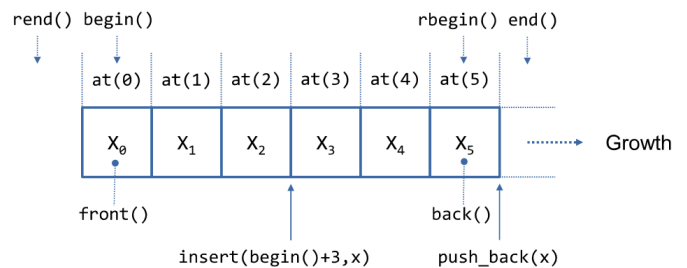 rend() begin() rbegin() end()
at(0) at(1) at(2) at(3) at(4) at(5)
X₀ X₁ X₂ X₃ X₄ X₅ Growth
front() back()
insert(begin()+3,x) push_back(x)